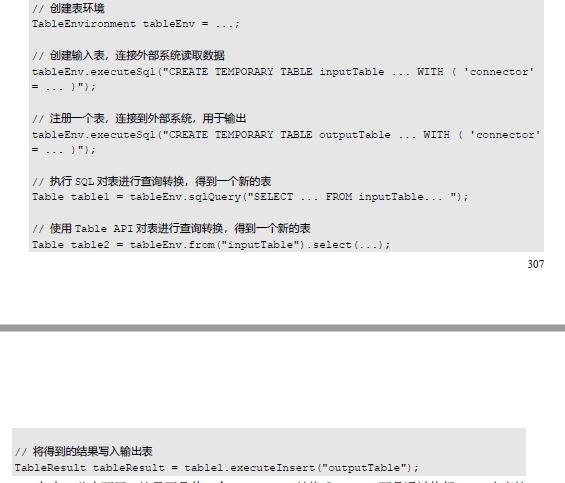 // 创建表环境
TableEnvironment tableEnv = ...;
// 创建输入表，连接外部系统读取数据
tableEnv.executeSql("CREATE TEMPORARY TABLE inputTable ... WITH ( 'connector'
= ... )");
// 注册一个表，连接到外部系统，用于输出
tableEnv.executeSql("CREATE TEMPORARY TABLE outputTable ... WITH ( 'connector'
= ... )");
// 执行 SQL 对表进行查询转换，得到一个新的表
Table table1 = tableEnv.sqlQuery("SELECT ... FROM inputTable... ");
// 使用 Table API 对表进行查询转换，得到一个新的表
Table table2 = tableEnv.from("inputTable").select(...);
307
// 将得到的结果写入输出表
TableResult tableResult = table1.executeInsert("outputTable");